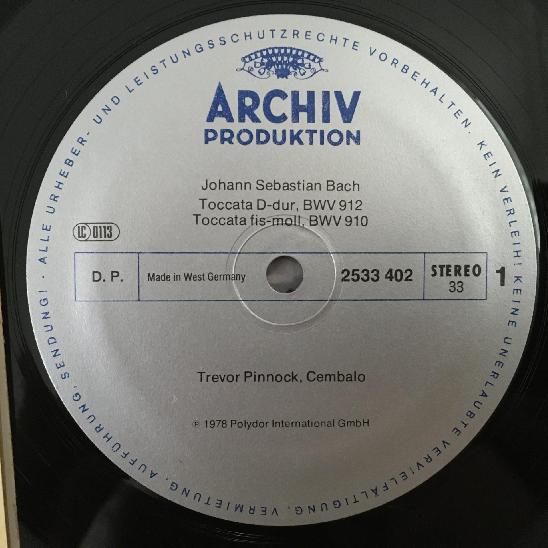 ALLE URHEBER- UND LEISTUNGSSCHUTZRECHTE VORBEHALTEN. KEIN VERLEIH! KEINE UNERLAUBTE VERVIELFÄLTIGUNG, VERMIETUNG, AUFFÜHRUNG, SENDUNG! ·
ARCHIV
PRODUKTION
Johann Sebastian Bach
Toccata D-dur, BWV 912
Toccata fis-moll, BWV 910
LC 0113
D. P. Made in West Germany 2533 402 STEREO 33 1
Trevor Pinnock, Cembalo
℗ 1978 Polydor International GmbH